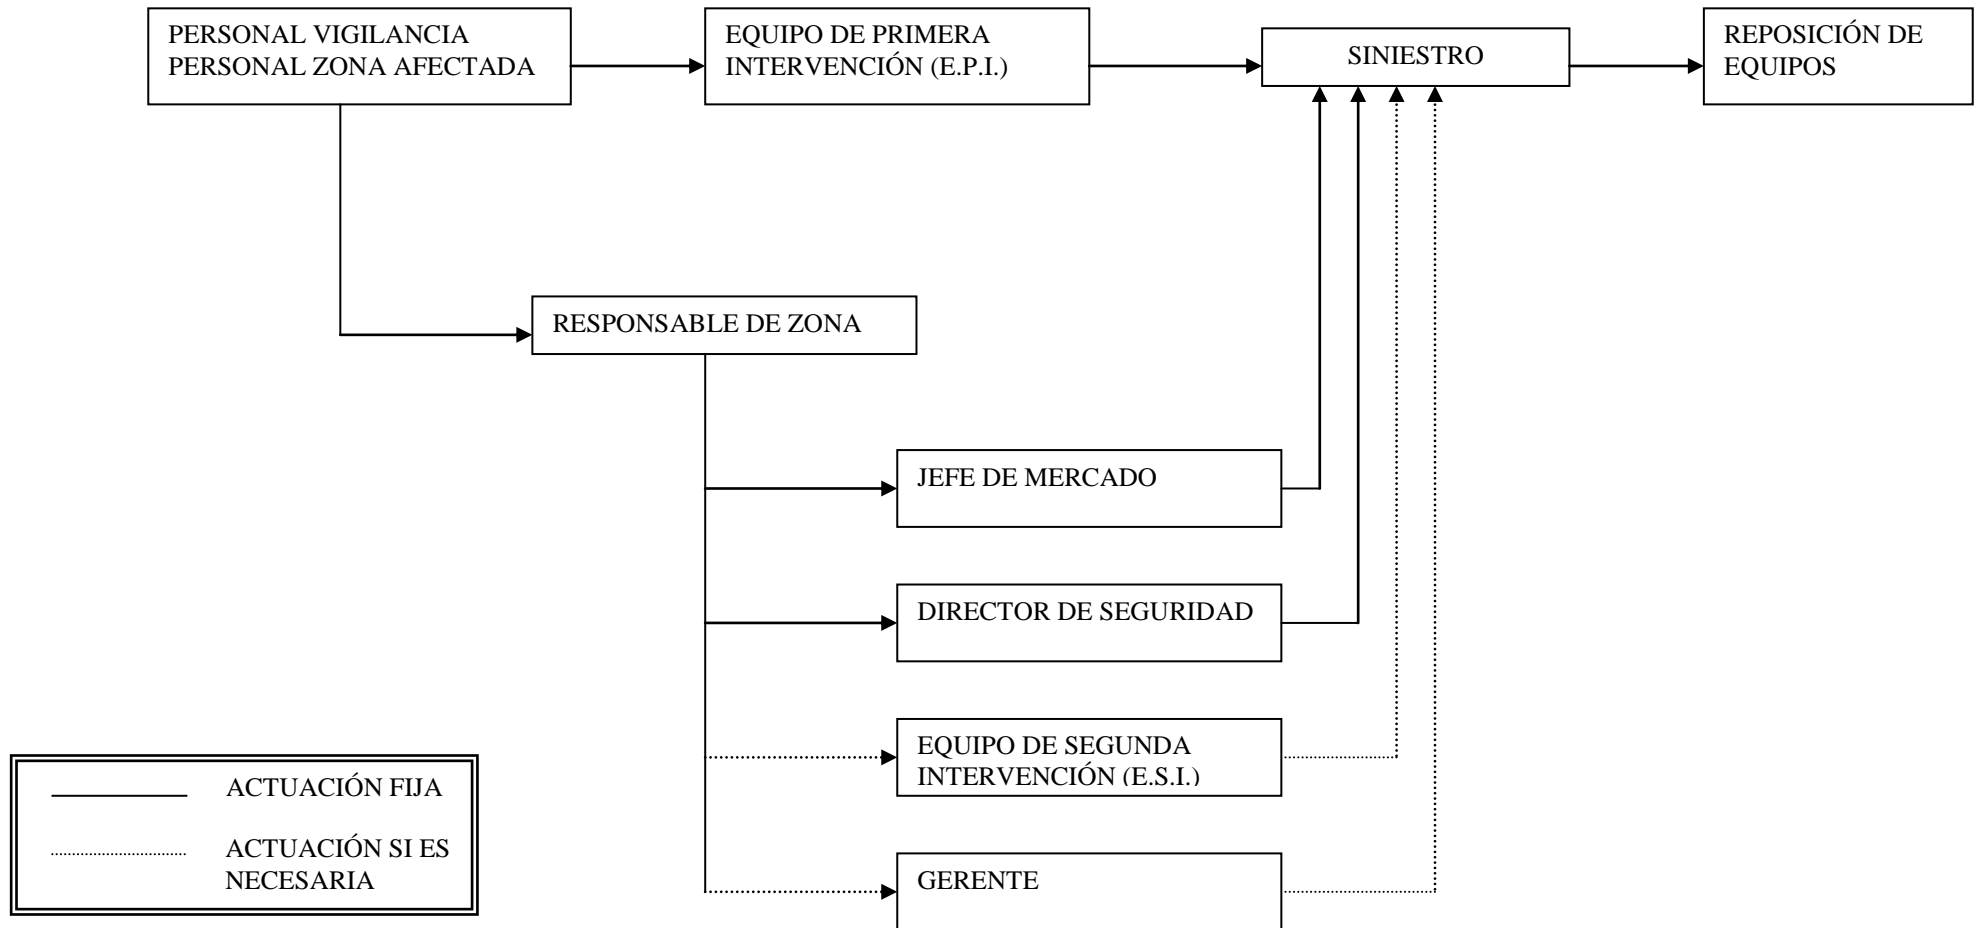 PERSONAL VIGILANCIA
PERSONAL ZONA AFECTADA
EQUIPO DE PRIMERA
INTERVENCIÓN (E.P.I.)
SINIESTRO
REPOSICIÓN DE
EQUIPOS
RESPONSABLE DE ZONA
JEFE DE MERCADO
DIRECTOR DE SEGURIDAD
EQUIPO DE SEGUNDA
INTERVENCIÓN (E.S.I.)
GERENTE
ACTUACIÓN FIJA
ACTUACIÓN SI ES
NECESARIA